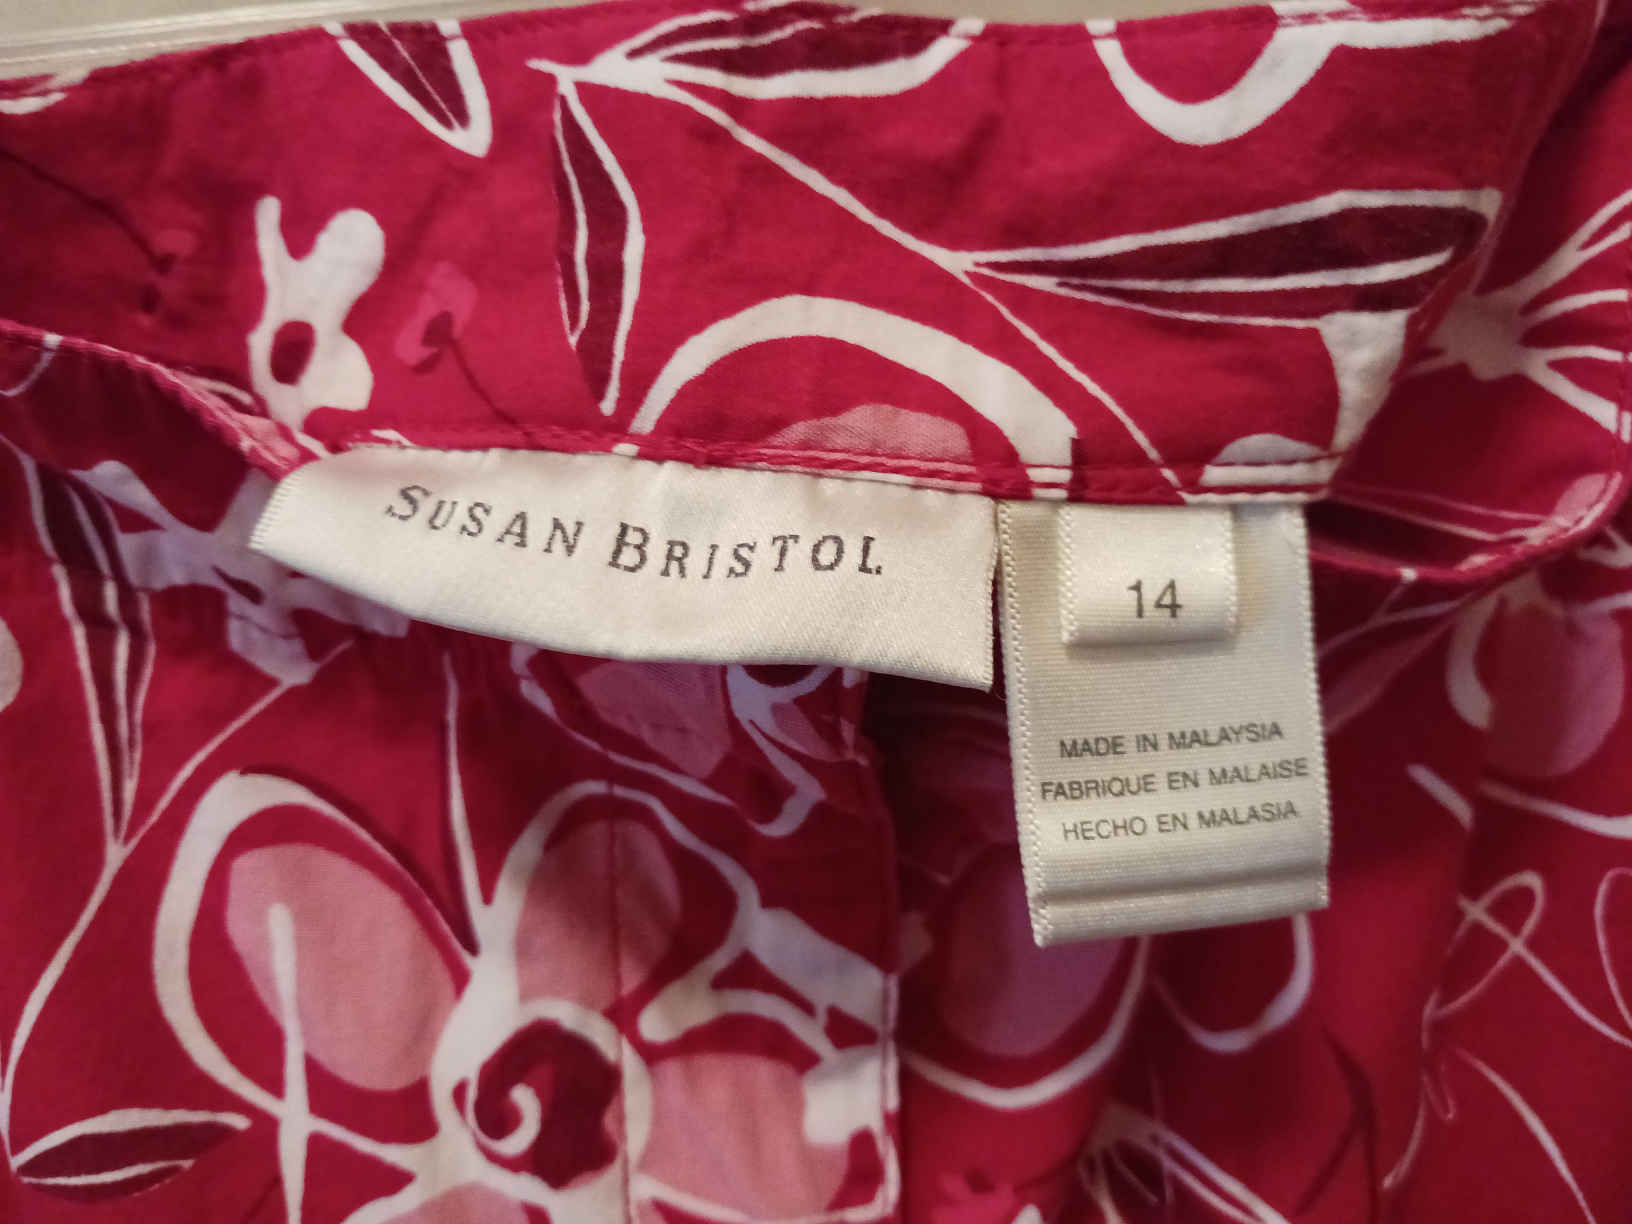 SUSAN BRISTOL
14
MADE IN MALAYSIA
FABRIQUE EN MALAISE
HECHO EN MALASIA